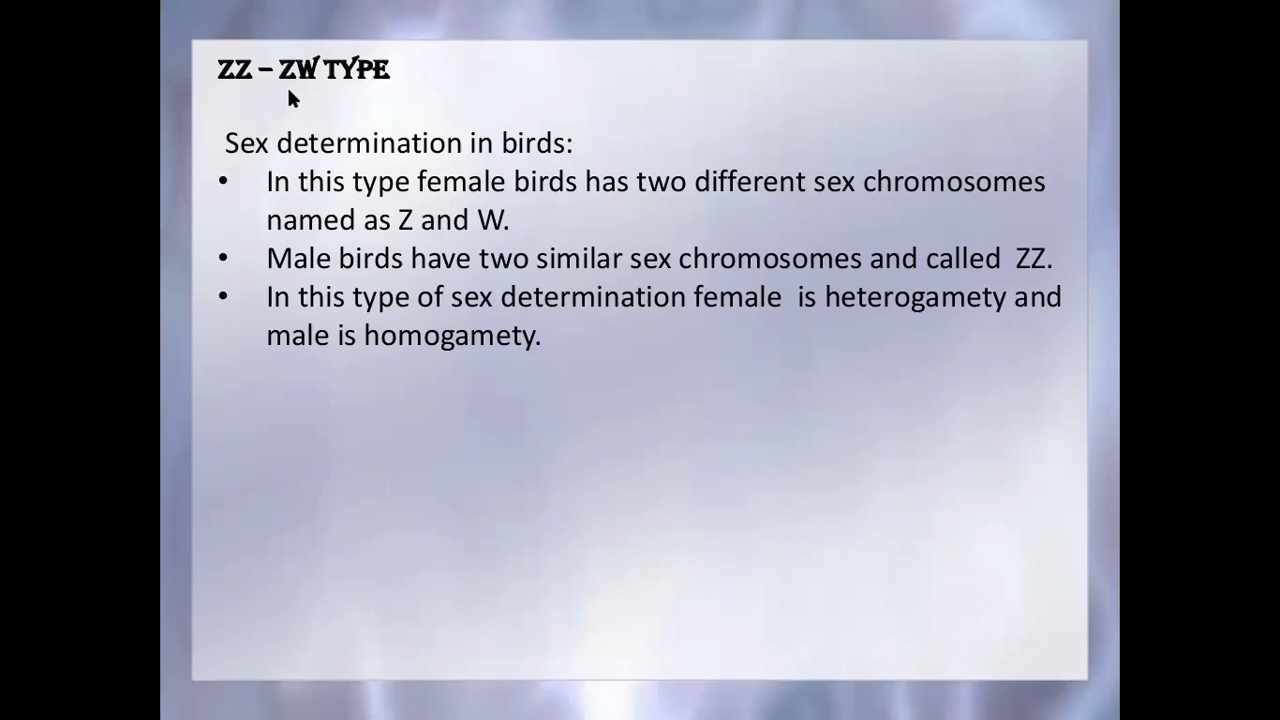 ZZ – ZW TYPE
Sex determination in birds:
• In this type female birds has two different sex chromosomes
named as Z and W.
• Male birds have two similar sex chromosomes and called ZZ.
• In this type of sex determination female is heterogamety and
male is homogamety.